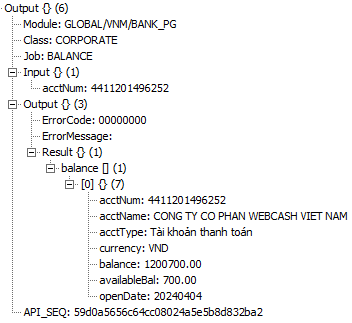 Output {} (6)
Module: GLOBAL/VNM/BANK_PG
Class: CORPORATE
Job: BALANCE
Input {} (1)
acctNum: 4411201496252
Output {} (3)
ErrorCode: 00000000
ErrorMessage:
Result {} (1)
balance [] (1)
[0] {} (7)
acctNum: 4411201496252
acctName: CONG TY CO PHAN WEBCASH VIET NAM
acctType: Tài khoản thanh toán
currency: VND
balance: 1200700.00
availableBal: 700.00
openDate: 20240404
API_SEQ: 59d0a5656c64cc08024a5e5b8d832ba2